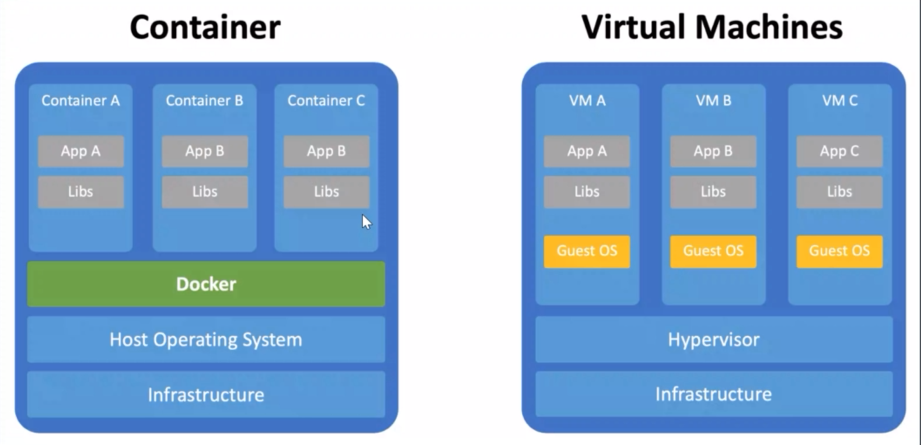 Container
Container A
Container B
Container C
App A
App B
App B
Libs
Libs
Libs
Docker
Host Operating System
Infrastructure
Virtual Machines
VM A
VM B
VM C
App A
App B
App C
Libs
Libs
Libs
Guest OS
Guest OS
Guest OS
Hypervisor
Infrastructure